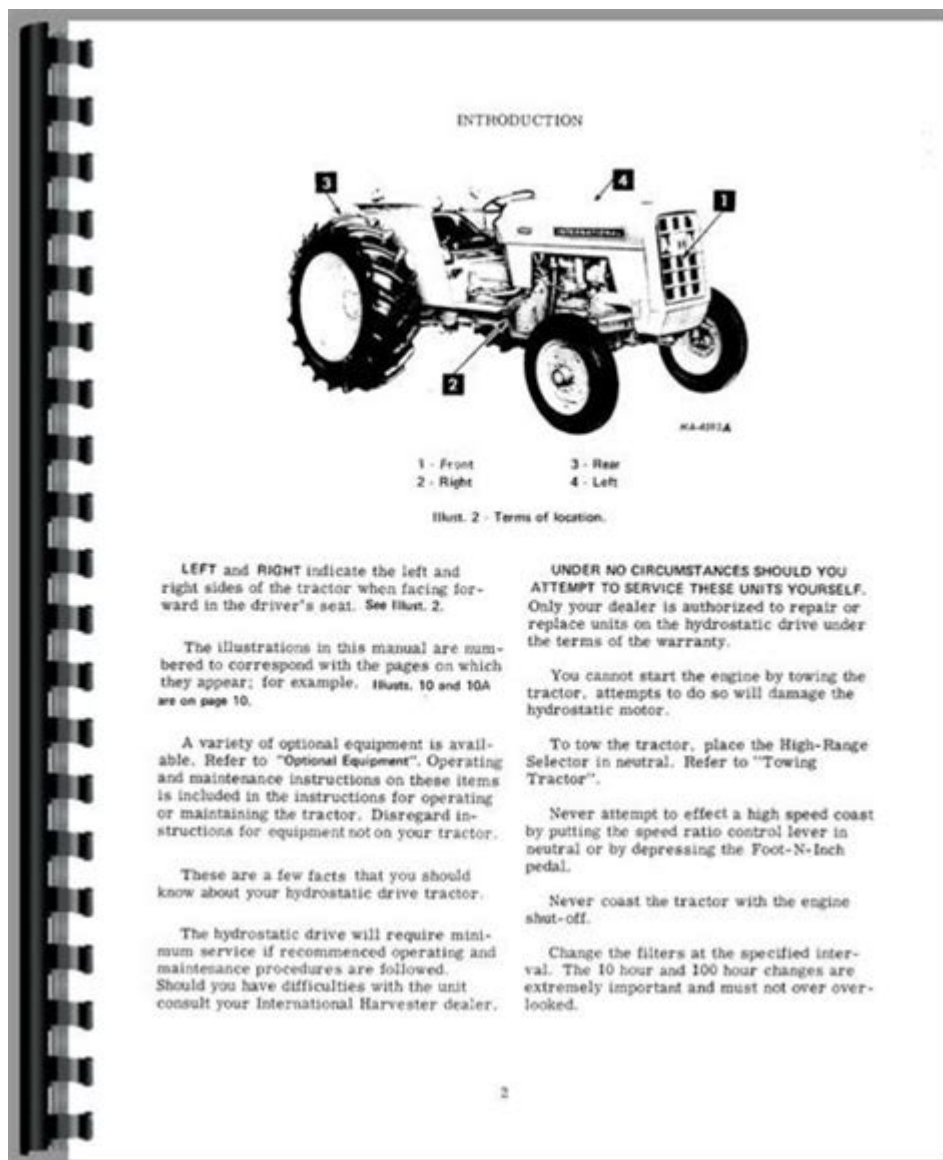 INTRODUCTION
3
4
1
INTERNATIONAL
2
HA-4093A
1 - Front
3 - Rear
2 - Right
4 - Left
Illust. 2 - Terms of location.
LEFT and RIGHT indicate the left and
right sides of the tractor when facing for-
ward in the driver's seat. See Illust. 2.
The illustrations in this manual are num-
bered to correspond with the pages on which
they appear; for example. Illusts. 10 and 10A
are on page 10.
A variety of optional equipment is avail-
able. Refer to "Optional Equipment". Operating
and maintenance instructions on these items
is included in the instructions for operating
or maintaining the tractor. Disregard in-
structions for equipment not on your tractor.
These are a few facts that you should
know about your hydrostatic drive tractor.
The hydrostatic drive will require mini-
mum service if recommenced operating and
maintenance procedures are followed.
Should you have difficulties with the unit
consult your International Harvester dealer.
UNDER NO CIRCUMSTANCES SHOULD YOU
ATTEMPT TO SERVICE THESE UNITS YOURSELF.
Only your dealer is authorized to repair or
replace units on the hydrostatic drive under
the terms of the warranty.
You cannot start the engine by towing the
tractor, attempts to do so will damage the
hydrostatic motor.
To tow the tractor, place the High-Range
Selector in neutral. Refer to "Towing
Tractor".
Never attempt to effect a high speed coast
by putting the speed ratio control lever in
neutral or by depressing the Foot-N-Inch
pedal.
Never coast the tractor with the engine
shut-off.
Change the filters at the specified inter-
val. The 10 hour and 100 hour changes are
extremely important and must not over over-
looked.
2